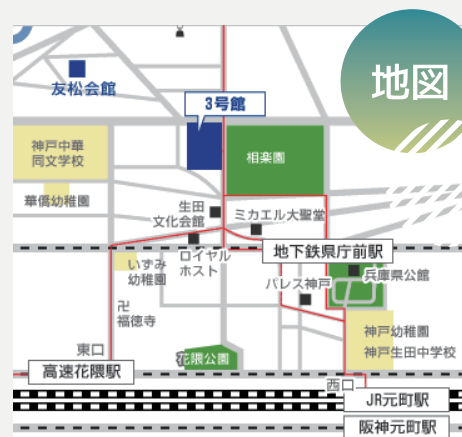 地図
友松会館
3号館
神戸中華
同文学校
相楽園
華僑幼稚園
生田
文化会館
ミカエル大聖堂
ロイヤル
ホスト
地下鉄県庁前駅
いずみ
幼稚園
兵庫県公館
パレス神戸
卍
福徳寺
神戸幼稚園
神戸生田中学校
東口
花隈公園
高速花隈駅
西口
JR元町駅
阪神元町駅